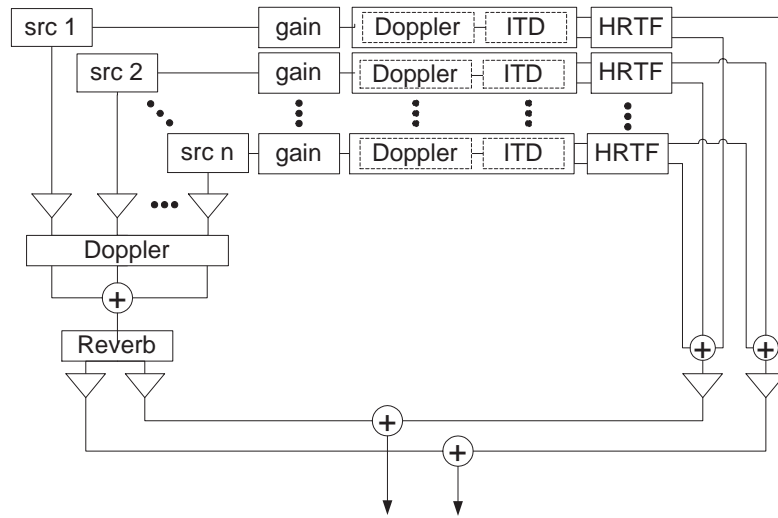 src 1 gain Doppler ITD HRTF
src 2 gain Doppler ITD HRTF
src n gain Doppler ITD HRTF
Doppler
+
Reverb
+ +
+
+